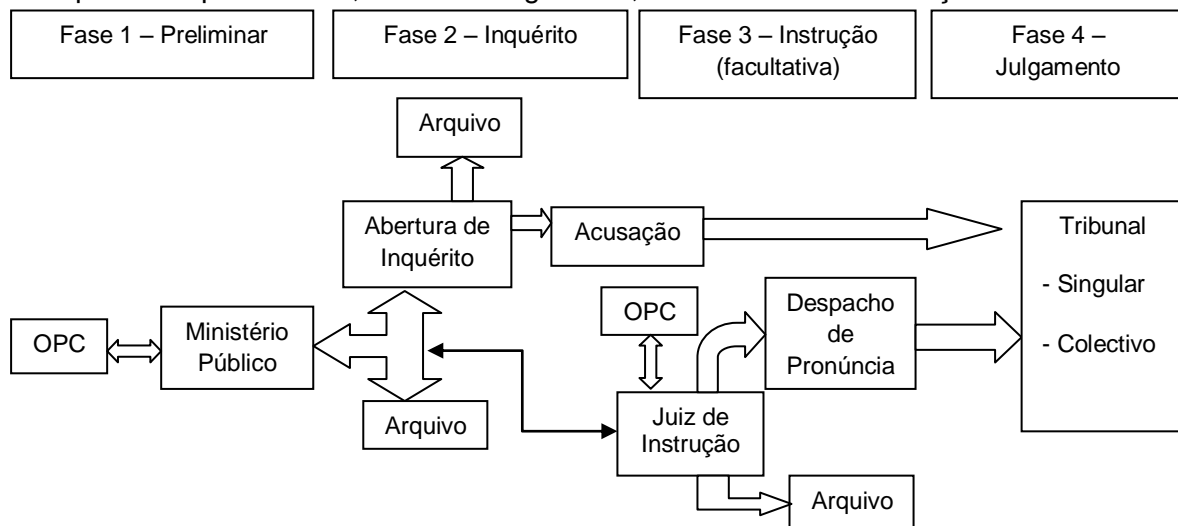 Fase 1 – Preliminar
Fase 2 – Inquérito
Fase 3 – Instrução
(facultativa)
Fase 4 –
Julgamento
Arquivo
Abertura de
Inquérito
Acusação
Tribunal
- Singular
- Colectivo
OPC
Ministério
Público
Arquivo
OPC
Despacho
de
Pronúncia
Juiz de
Instrução
Arquivo